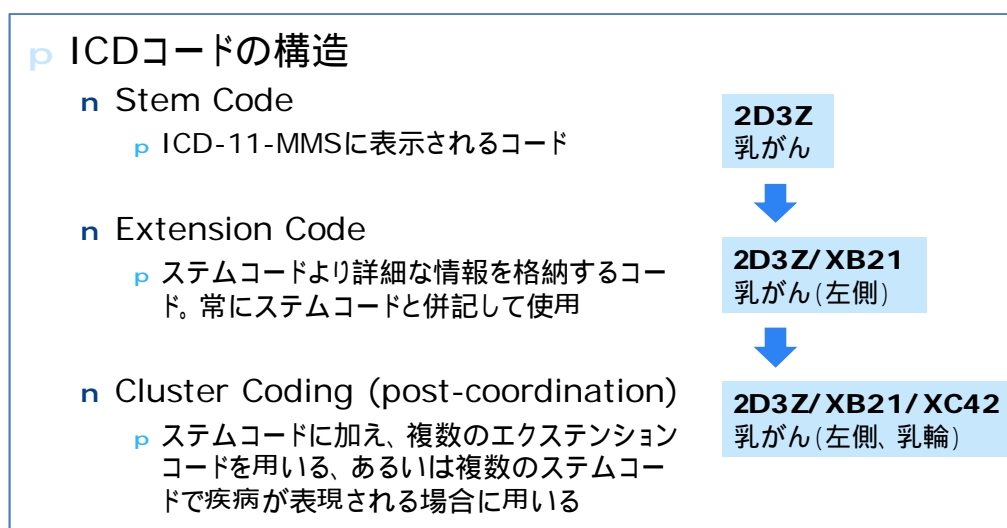 p ICDコードの構造
n Stem Code
p ICD-11-MMSに表示されるコード
2D3Z
乳がん
n Extension Code
p ステムコードより詳細な情報を格納するコー
ド。常にステムコードと併記して使用
2D3Z/XB21
乳がん(左側)
n Cluster Coding (post-coordination)
p ステムコードに加え、複数のエクステンション
コードを用いる、あるいは複数のステムコー
ドで疾病が表現される場合に用いる
2D3Z/XB21/XC42
乳がん(左側、乳輪)